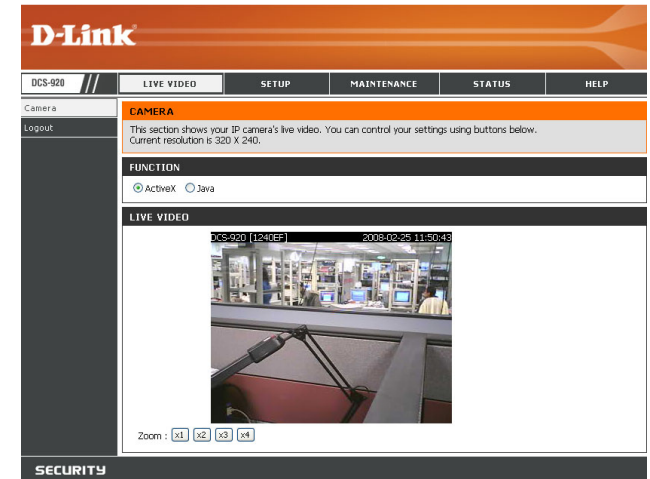 D-Link
DCS-920 // LIVE VIDEO SETUP MAINTENANCE STATUS HELP
Camera
Logout
CAMERA
This section shows your IP camera's live video. You can control your settings using buttons below.
Current resolution is 320 X 240.
FUNCTION
ActiveX Java
LIVE VIDEO
DCS-920 [1240EF] 2008-02-25 11:50:43
Zoom : x1 x2 x3 x4
SECURITY